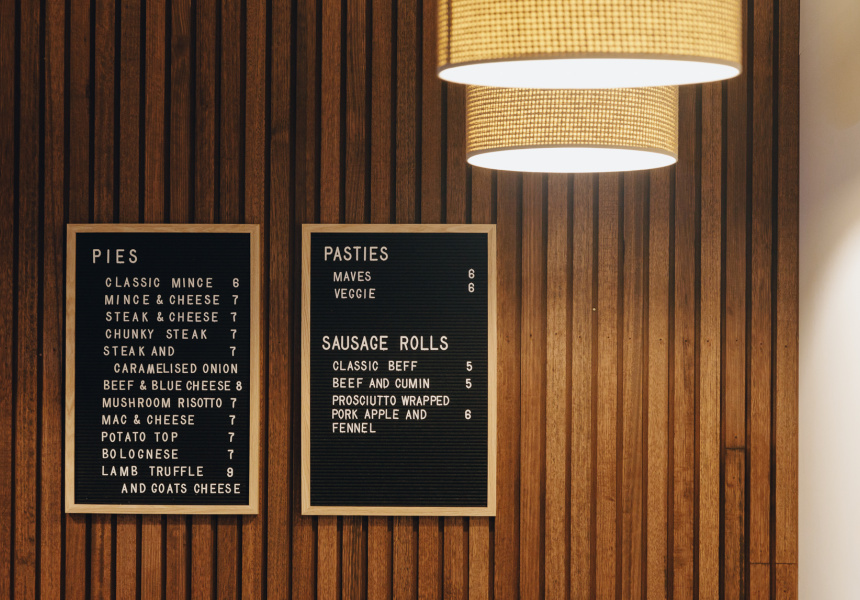 PIES
CLASSIC MINCE 6
MINCE & CHEESE 7
STEAK & CHEESE 7
CHUNKY STEAK 7
STEAK AND 7
CARAMELISED ONION
BEEF & BLUE CHEESE 8
MUSHROOM RISOTTO 7
MAC & CHEESE 7
POTATO TOP 7
BOLOGNESE 7
LAMB TRUFFLE 9
AND GOATS CHEESE
PASTIES
MAVES 6
VEGGIE 6
SAUSAGE ROLLS
CLASSIC BEFF 5
BEEF AND CUMIN 5
PROSCIUTTO WRAPPED
PORK APPLE AND 6
FENNEL